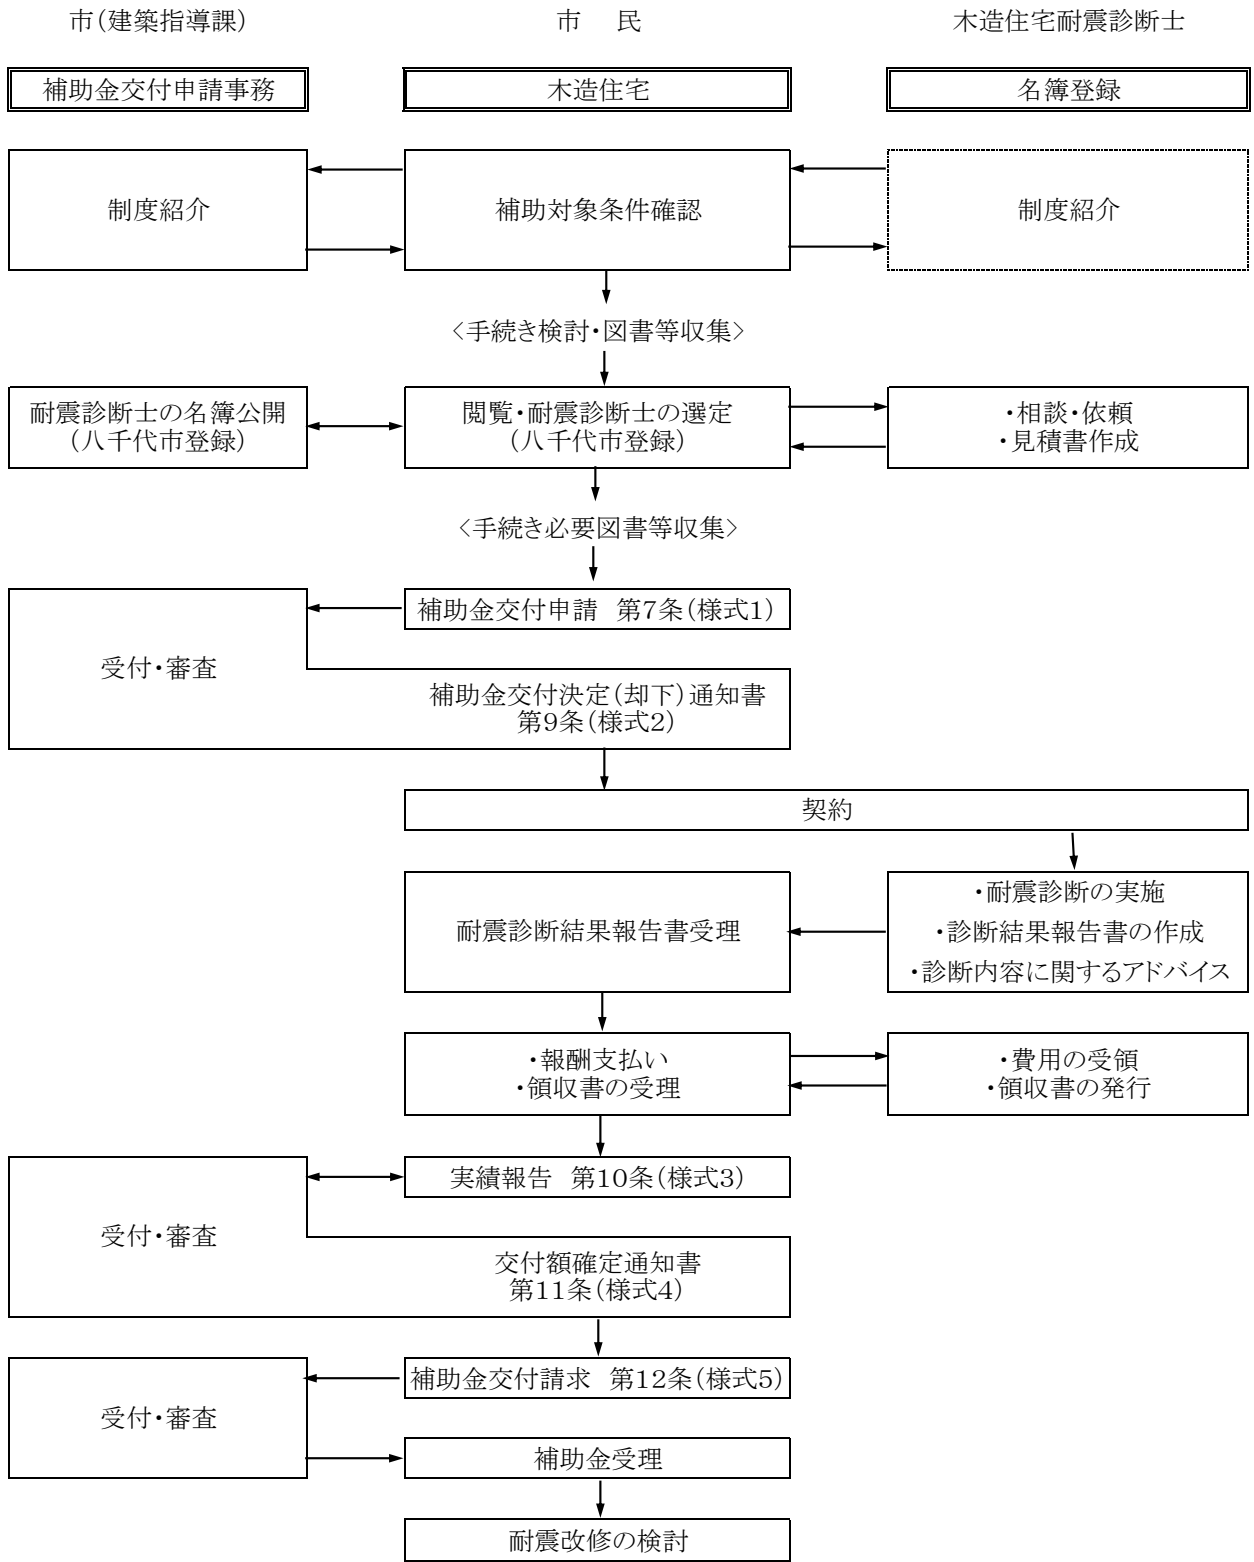 市(建築指導課)
市　民
木造住宅耐震診断士
補助金交付申請事務
木造住宅
名簿登録
制度紹介
補助対象条件確認
制度紹介
<手続き検討・図書等収集>
耐震診断士の名簿公開
(八千代市登録)
閲覧・耐震診断士の選定
(八千代市登録)
・相談・依頼
・見積書作成
<手続き必要図書等収集>
補助金交付申請　第7条(様式1)
受付・審査
補助金交付決定(却下)通知書
第9条(様式2)
契約
耐震診断結果報告書受理
・耐震診断の実施
・診断結果報告書の作成
・診断内容に関するアドバイス
・報酬支払い
・領収書の受理
・費用の受領
・領収書の発行
実績報告　第10条(様式3)
受付・審査
交付額確定通知書
第11条(様式4)
補助金交付請求　第12条(様式5)
受付・審査
補助金受理
耐震改修の検討